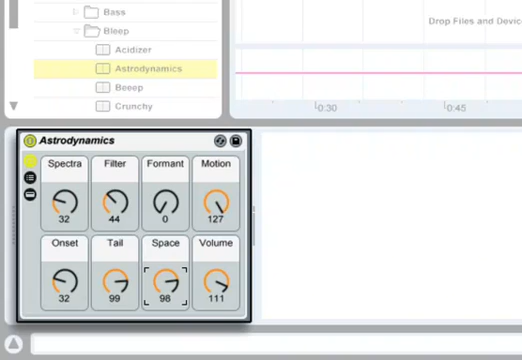 Bass
Bleep
Acidizer
Astrodynamics
Beeep
Crunchy
Drop Files and Devic
0:30
0:45
Astrodynamics
Spectra Filter Formant Motion
32 44 0 127
Onset Tail Space Volume
32 99 98 111